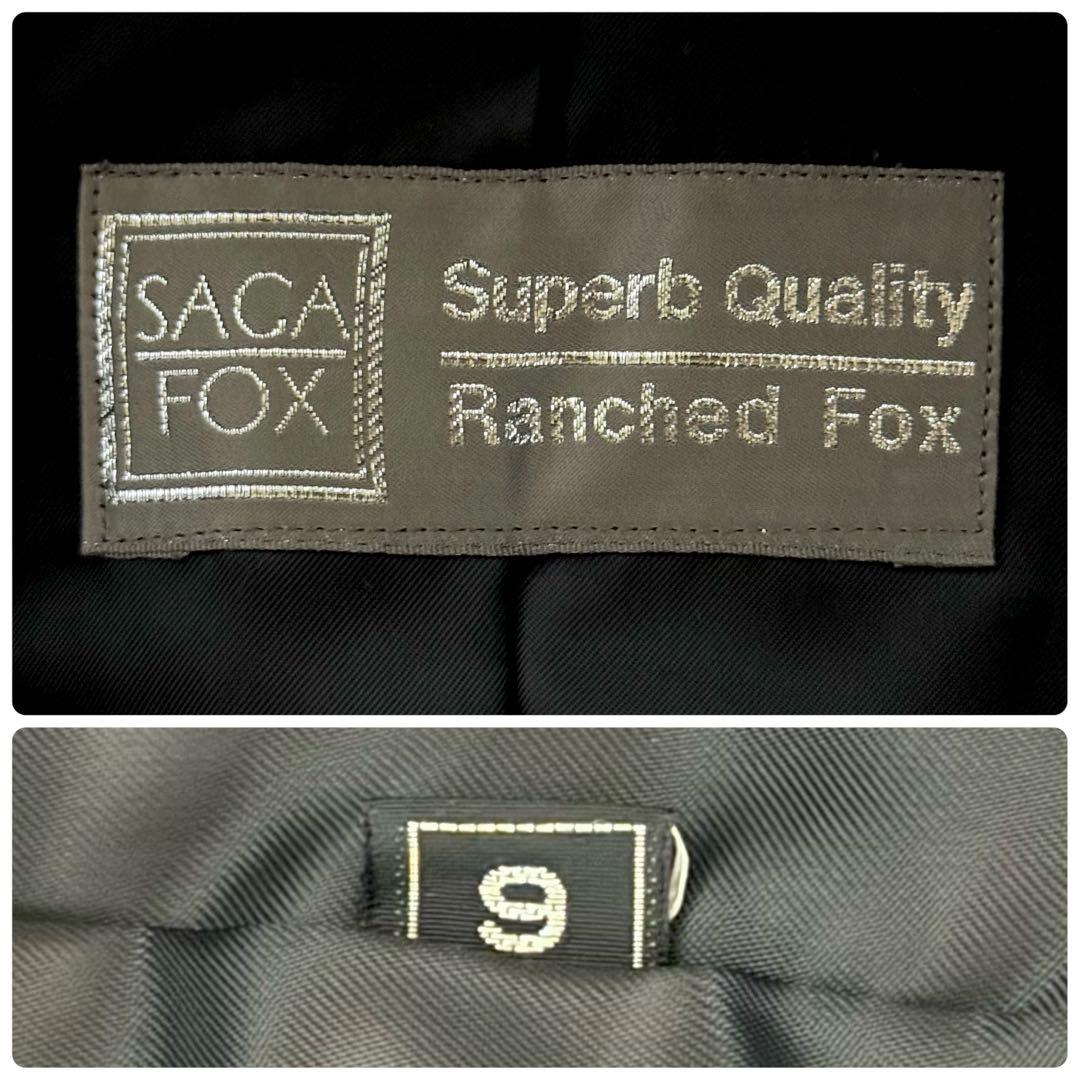 SAGA
FOX
Superb Quality
Ranched Fox
9